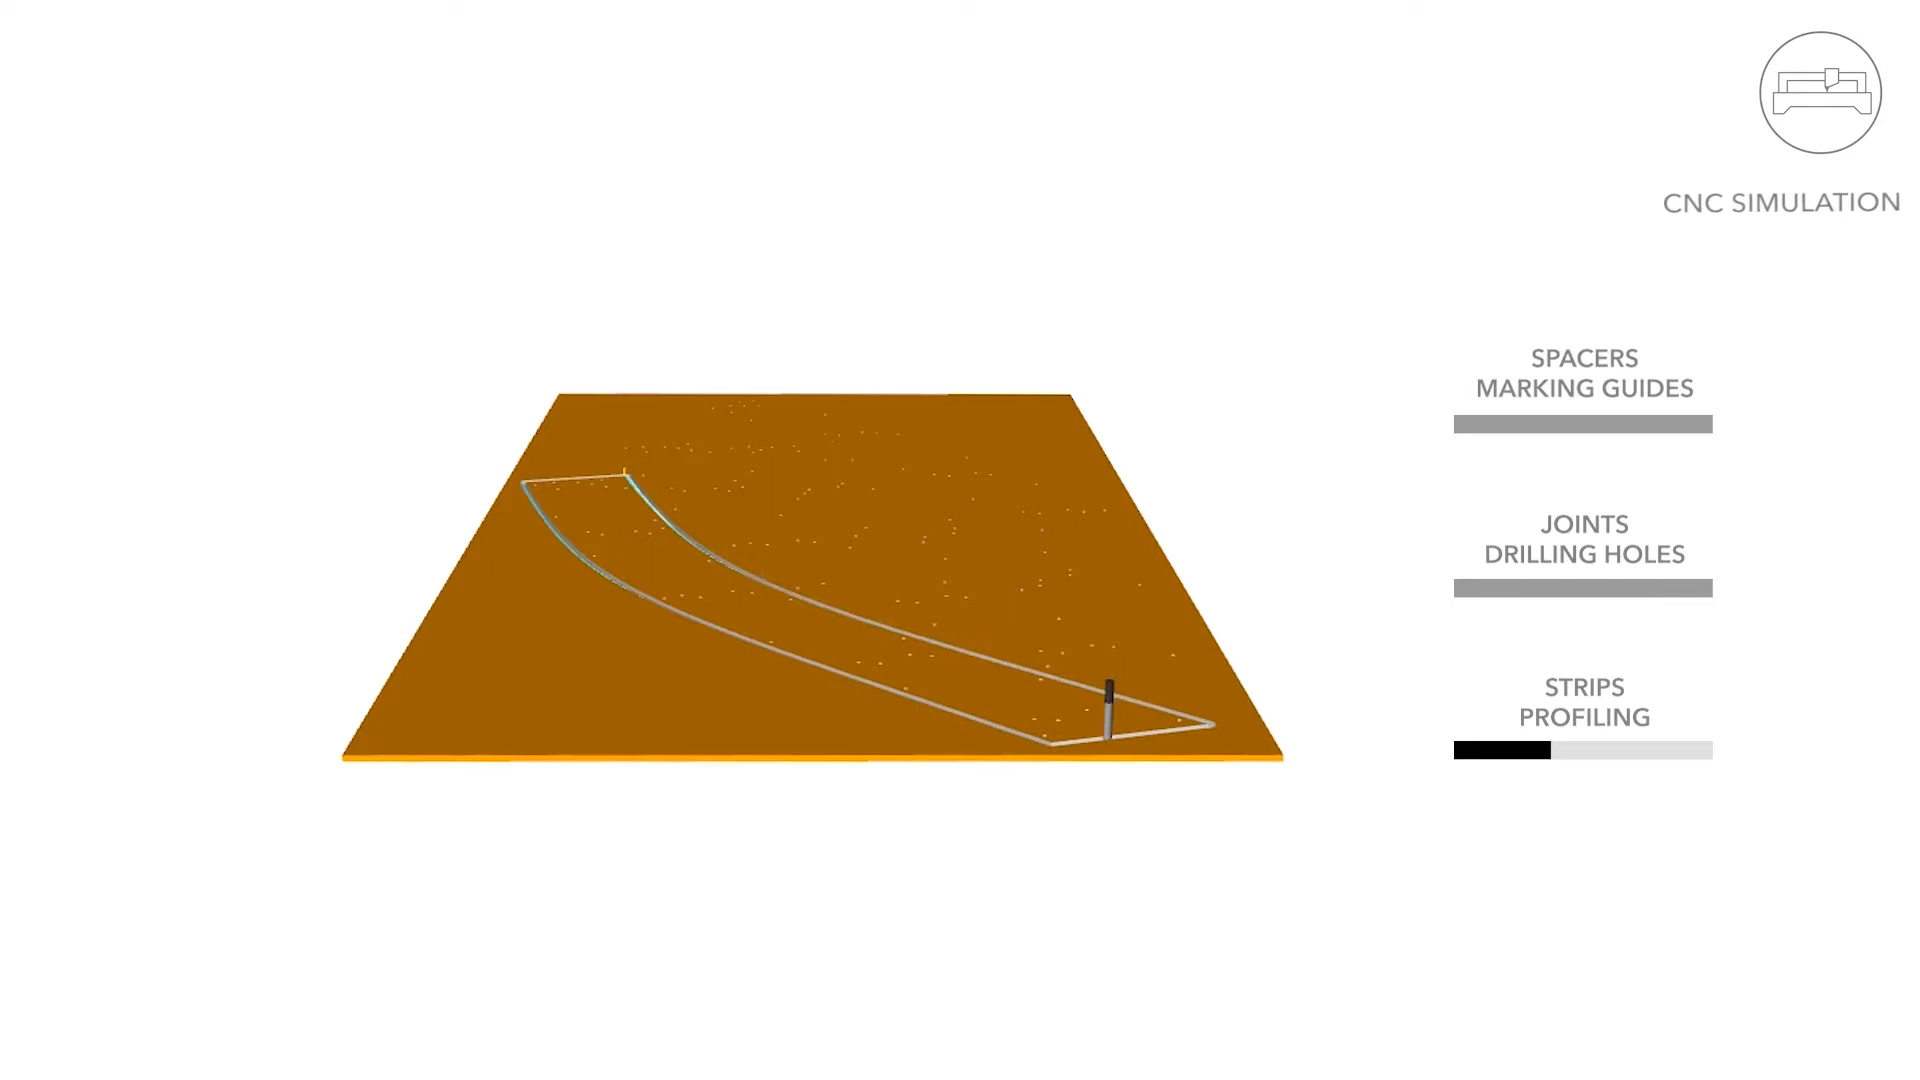 CNC SIMULATION
SPACERS
MARKING GUIDES
JOINTS
DRILLING HOLES
STRIPS
PROFILING